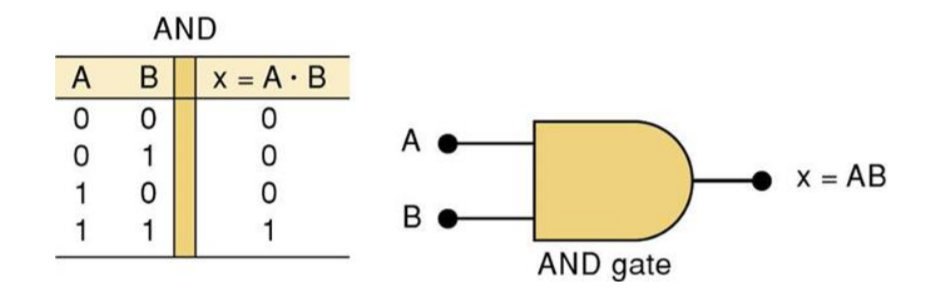 AND
A B x = A · B
0 0 0
0 1 0
1 0 0
1 1 1
A
B
x = AB
AND gate